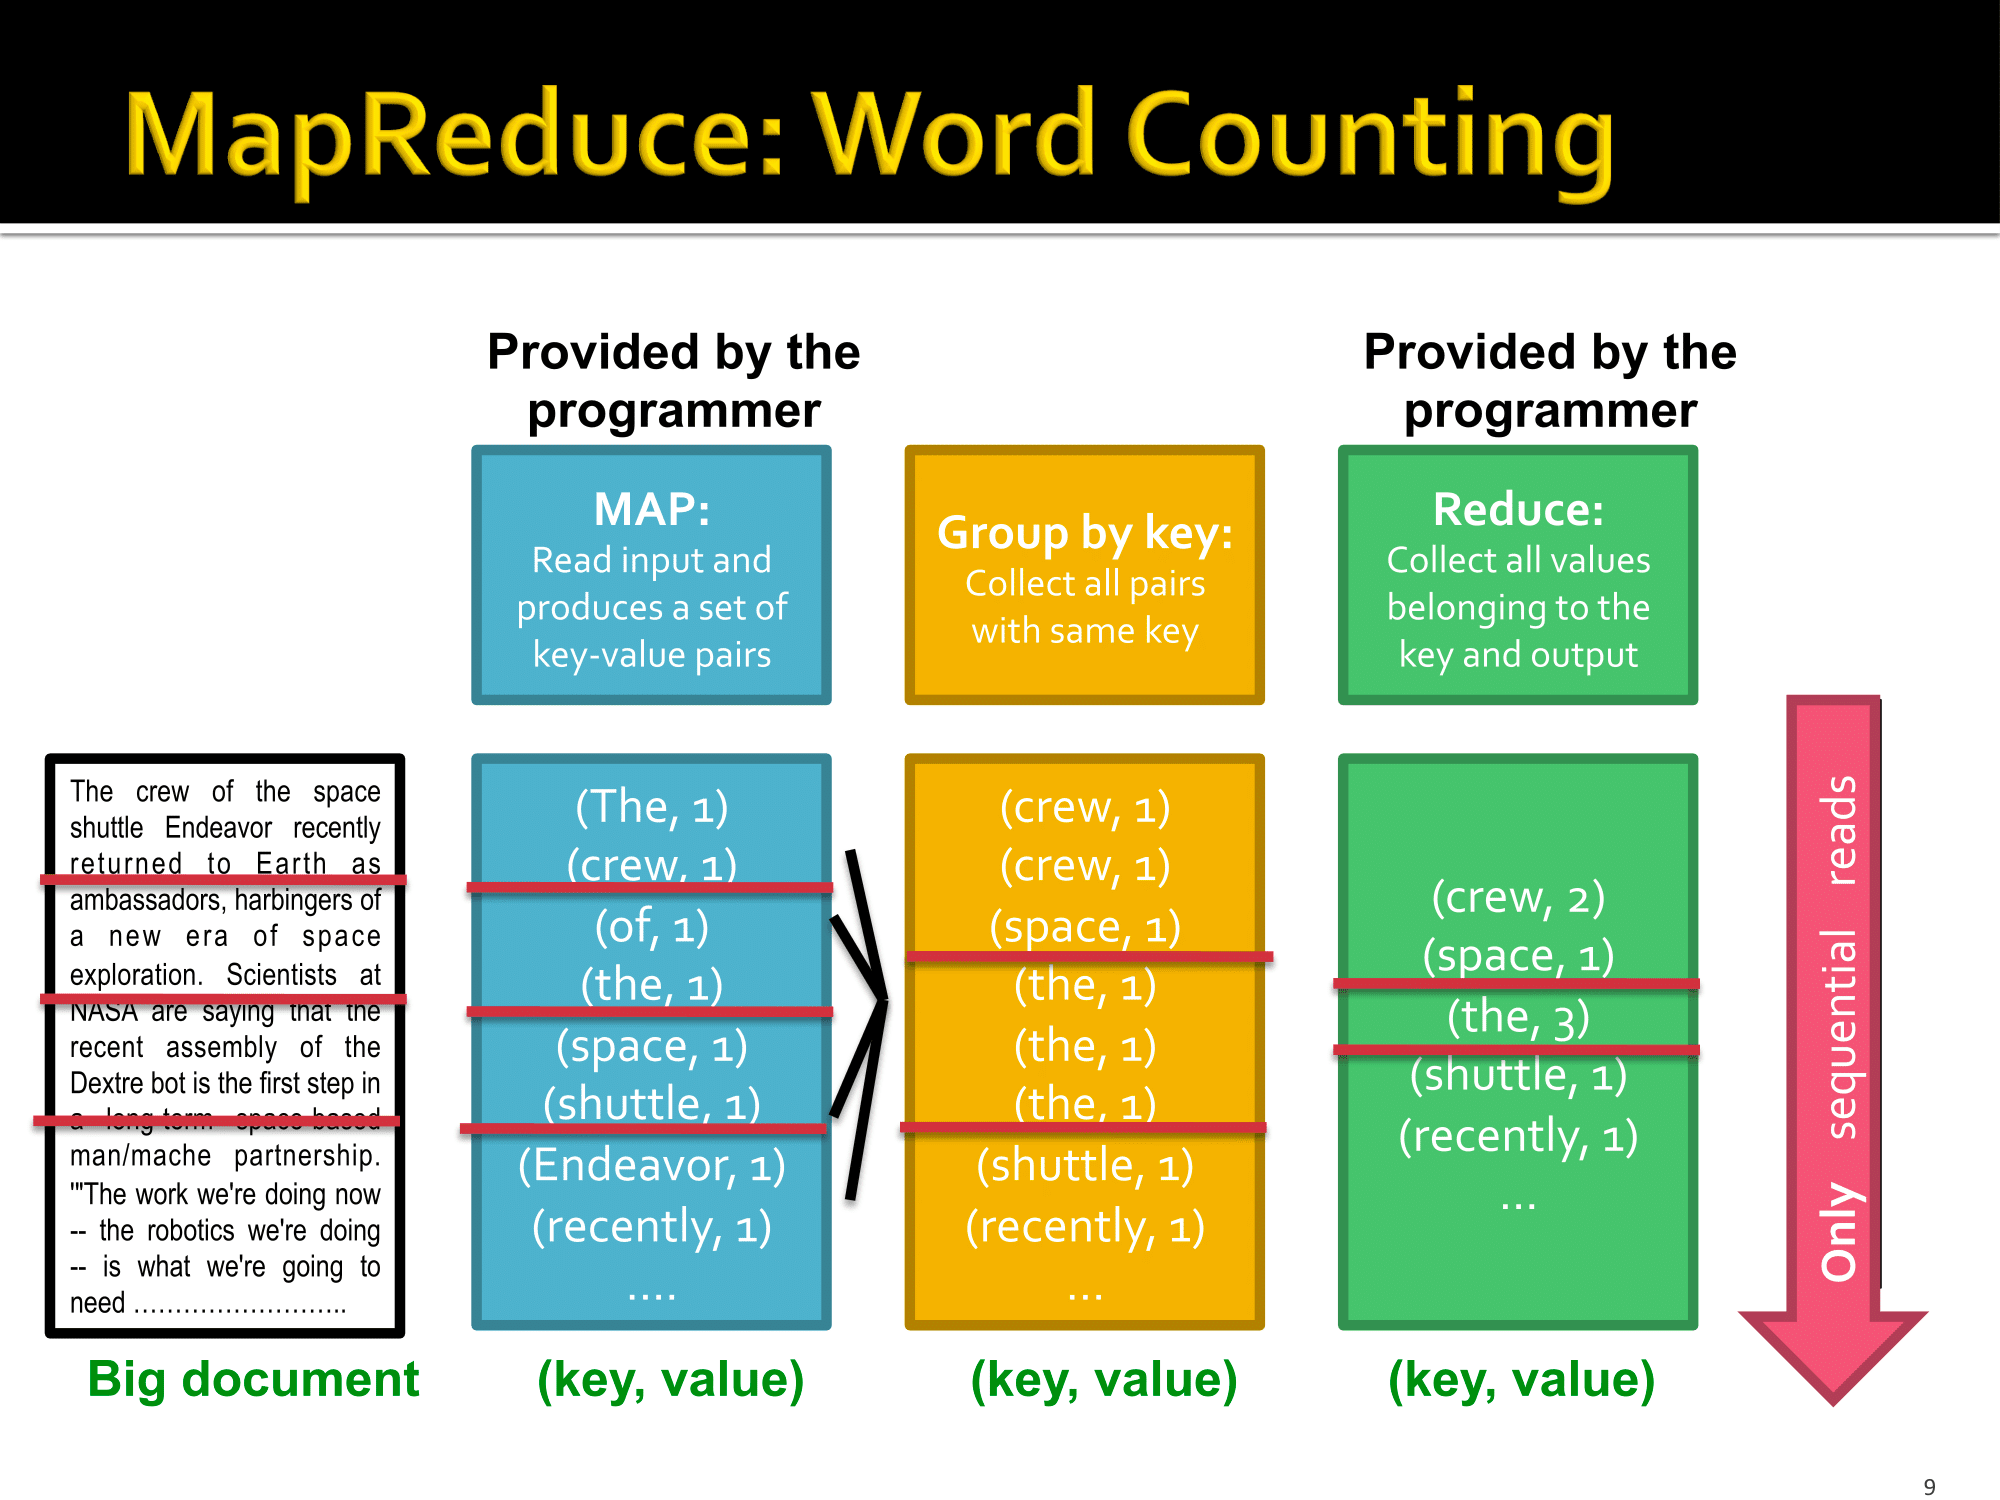 MapReduce: Word Counting
Provided by the
programmer
Provided by the
programmer
MAP:
Read input and
produces a set of
key-value pairs
Group by key:
Collect all pairs
with same key
Reduce:
Collect all values
belonging to the
key and output
The crew of the space
shuttle Endeavor recently
returned to Earth as
ambassadors, harbingers of
a new era of space
exploration. Scientists at
NASA are saying that the
recent assembly of the
Dextre bot is the first step in
a long-term space-based
man/mache partnership.
'"The work we're doing now
-- the robotics we're doing
-- is what we're going to
need ……………………..
(The, 1)
(crew, 1)
(of, 1)
(the, 1)
(space, 1)
(shuttle, 1)
(Endeavor, 1)
(recently, 1)
….
(crew, 1)
(crew, 1)
(space, 1)
(the, 1)
(the, 1)
(the, 1)
(shuttle, 1)
(recently, 1)
…
(crew, 2)
(space, 1)
(the, 3)
(shuttle, 1)
(recently, 1)
…
Only sequential reads
Big document
(key, value)
(key, value)
(key, value)
9